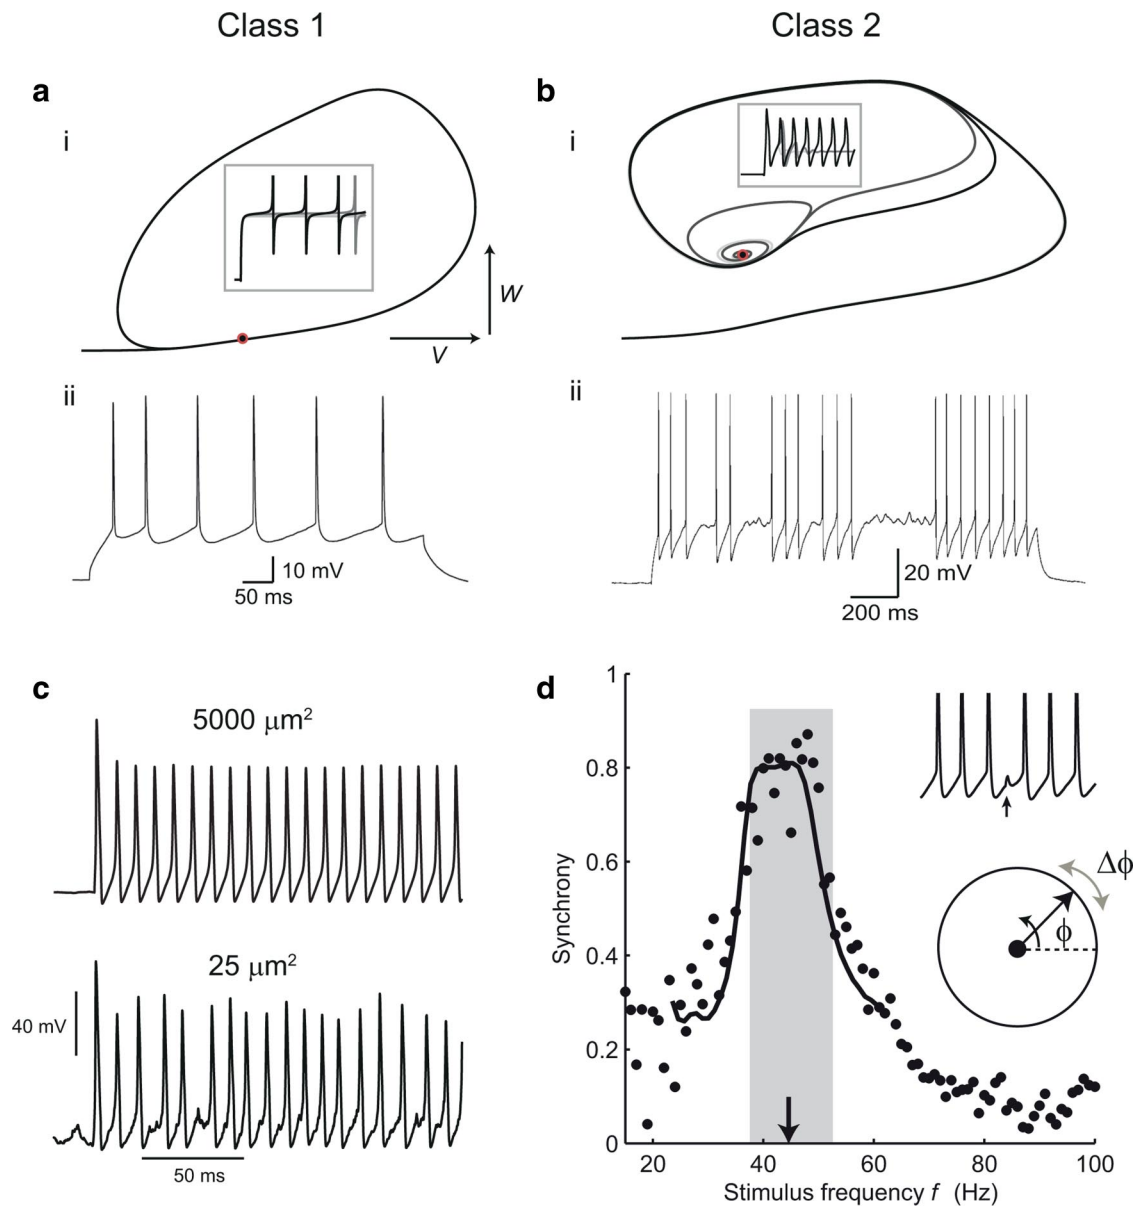 Class 1
Class 2
a
b
i
i
W
V
ii
ii
10 mV
50 ms
20 mV
200 ms
c
d
5000 μm²
25 μm²
40 mV
50 ms
1
0.8
0.6
0.4
0.2
0
Synchrony
20 40 60 80 100
Stimulus frequency f (Hz)
Δϕ
ϕ